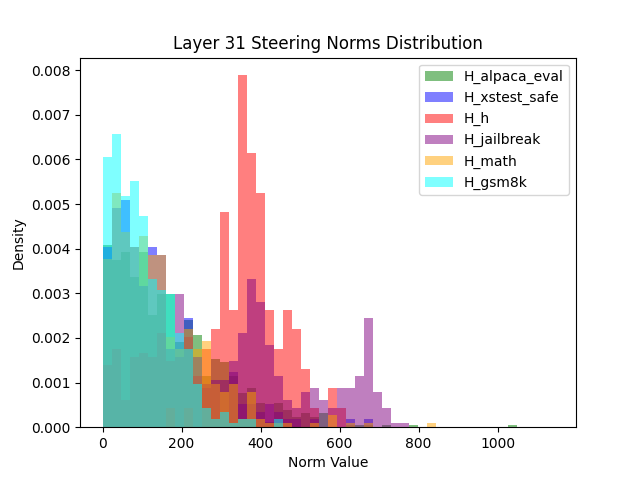 Layer 31 Steering Norms Distribution
Density
0.008
0.007
0.006
0.005
0.004
0.003
0.002
0.001
0.000
H_alpaca_eval
H_xstest_safe
H_h
H_jailbreak
H_math
H_gsm8k
0 200 400 600 800 1000
Norm Value